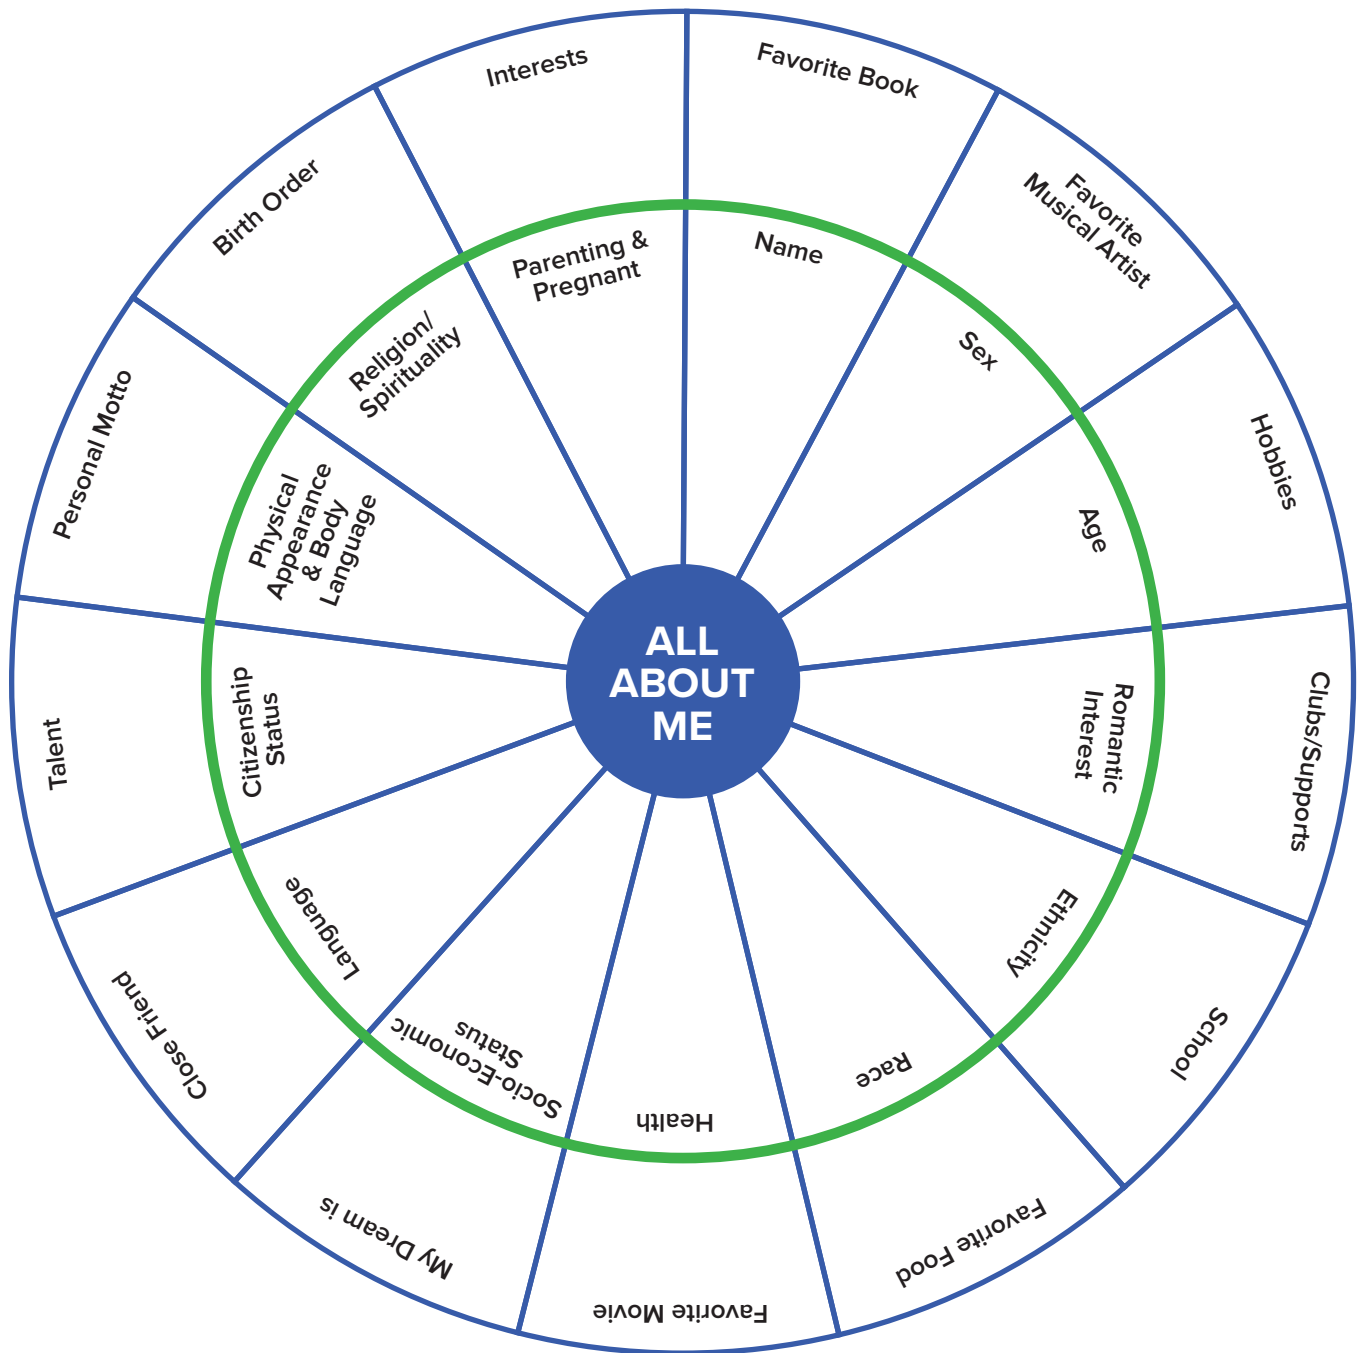 Interests
Favorite Book
Favorite
Musical Artist
Hobbies
Clubs/Supports
School
Favorite Food
Favorite Movie
My Dream is
Close Friend
Talent
Personal Motto
Birth Order
Parenting &
Pregnant
Name
Sex
Age
Romantic
Interest
Ethnicity
Race
Health
Socio-Economic
Status
Language
Citizenship
Status
Physical
Appearance
& Body
Language
Religion/
Spirituality
ALL
ABOUT
ME